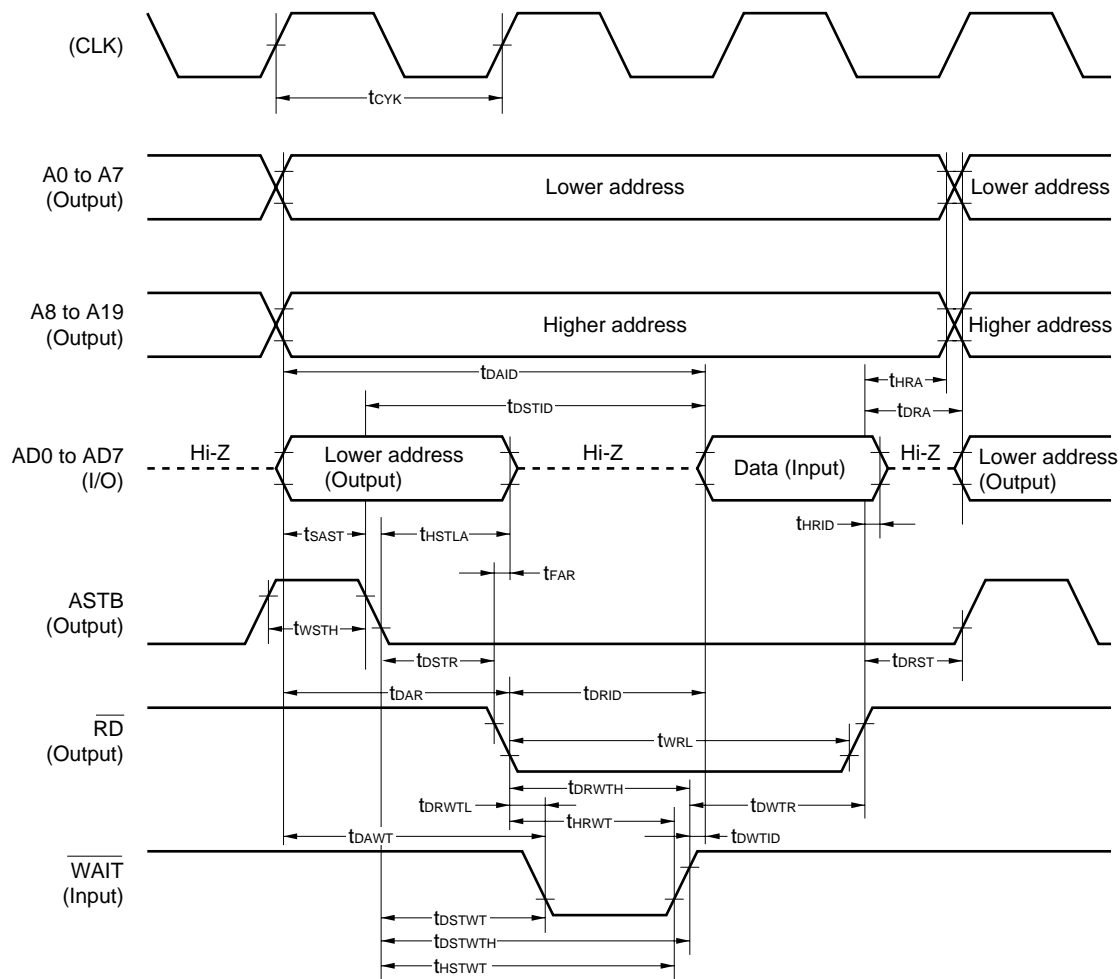 (CLK)
tCYK
A0 to A7
(Output)
Lower address
Lower address
A8 to A19
(Output)
Higher address
Higher address
tDAID
tHRA
tDSTID
tDRA
AD0 to AD7
(I/O)
Hi-Z
Lower address
(Output)
Hi-Z
Data (Input)
Hi-Z
Lower address
(Output)
tSAST
tHSTLA
tHRID
tFAR
ASTB
(Output)
tWSTH
tDSTR
tDRST
tDAR
tDRID
RD
(Output)
tWRL
tDRWTH
tDRWTL
tDWTR
tHRWT
tDAWT
tDWTID
WAIT
(Input)
tDSTWT
tDSTWTH
tHSTWT